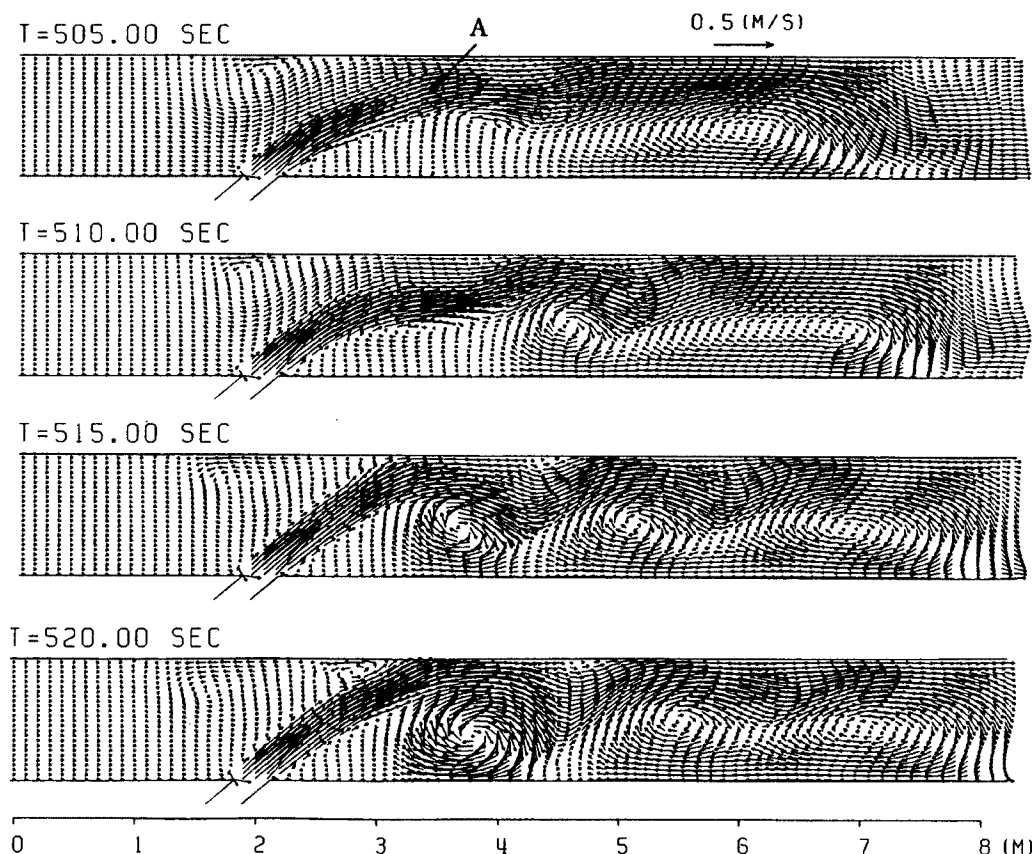 T=505.00 SEC
A
0.5 (M/S)
T=510.00 SEC
T=515.00 SEC
T=520.00 SEC
0 1 2 3 4 5 6 7 8 (M)